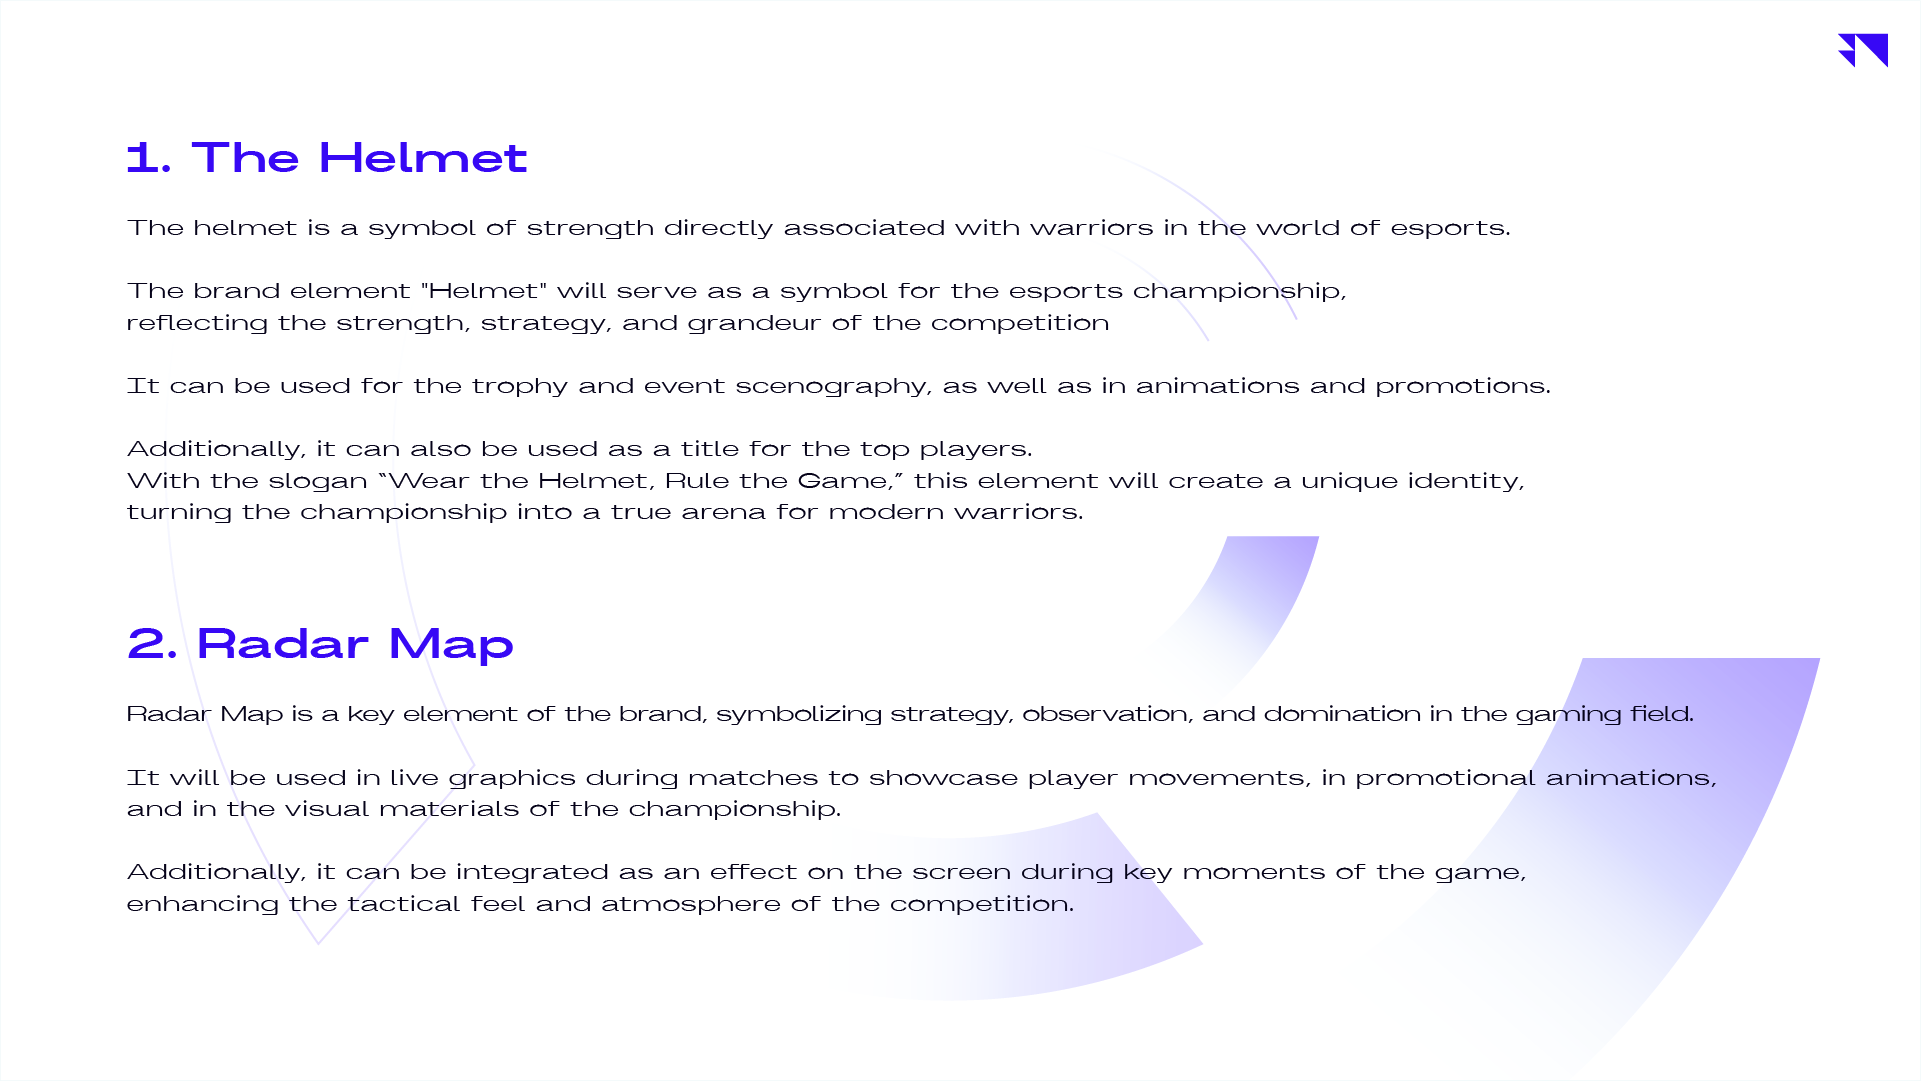 1. The Helmet
The helmet is a symbol of strength directly associated with warriors in the world of esports.
The brand element "Helmet" will serve as a symbol for the esports championship,
reflecting the strength, strategy, and grandeur of the competition
It can be used for the trophy and event scenography, as well as in animations and promotions.
Additionally, it can also be used as a title for the top players.
With the slogan “Wear the Helmet, Rule the Game,” this element will create a unique identity,
turning the championship into a true arena for modern warriors.
2. Radar Map
Radar Map is a key element of the brand, symbolizing strategy, observation, and domination in the gaming field.
It will be used in live graphics during matches to showcase player movements, in promotional animations,
and in the visual materials of the championship.
Additionally, it can be integrated as an effect on the screen during key moments of the game,
enhancing the tactical feel and atmosphere of the competition.